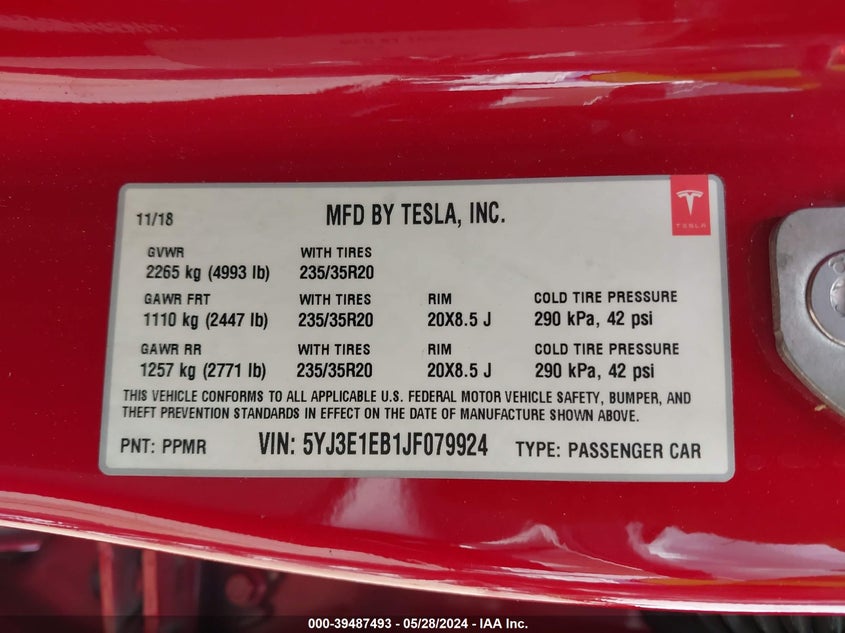 11/18 MFD BY TESLA, INC.
TESLA
GVWR WITH TIRES
2265 kg (4993 lb) 235/35R20
GAWR FRT WITH TIRES RIM COLD TIRE PRESSURE
1110 kg (2447 lb) 235/35R20 20X8.5 J 290 kPa, 42 psi
GAWR RR WITH TIRES RIM COLD TIRE PRESSURE
1257 kg (2771 lb) 235/35R20 20X8.5 J 290 kPa, 42 psi
THIS VEHICLE CONFORMS TO ALL APPLICABLE U.S. FEDERAL MOTOR VEHICLE SAFETY, BUMPER, AND
THEFT PREVENTION STANDARDS IN EFFECT ON THE DATE OF MANUFACTURE SHOWN ABOVE.
PNT: PPMR VIN: 5YJ3E1EB1JF079924 TYPE: PASSENGER CAR
000-39487493 - 05/28/2024 - IAA Inc.